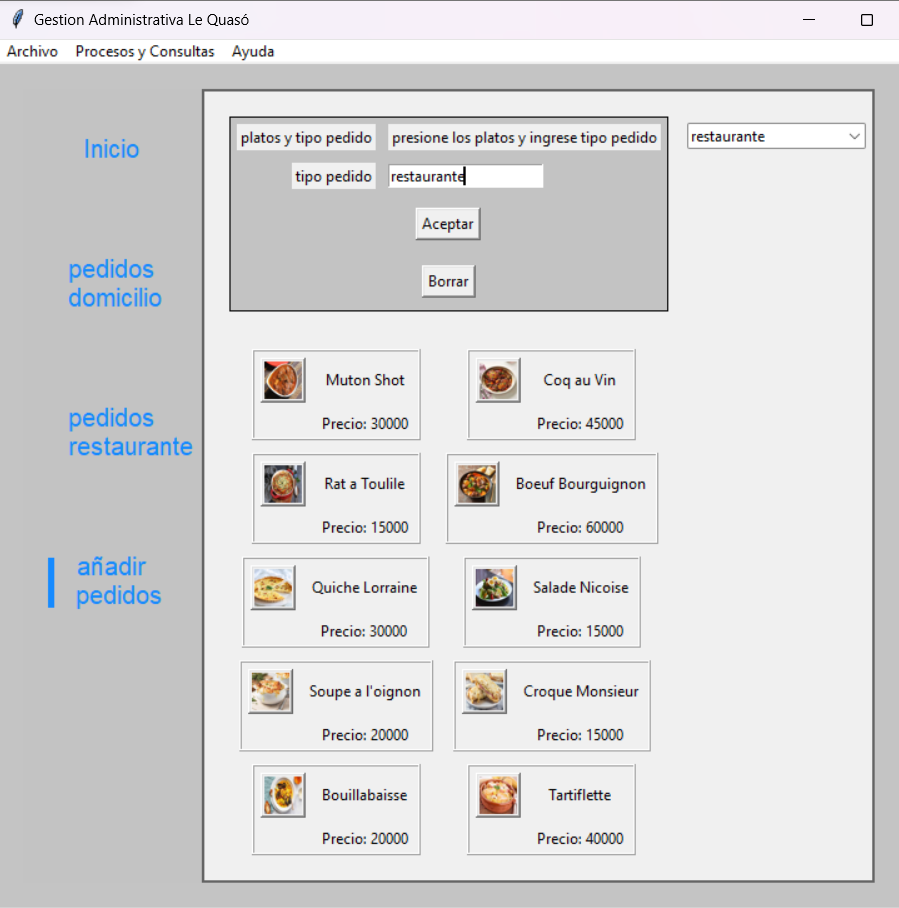 Gestion Administrativa Le Quasó
Archivo Procesos y Consultas Ayuda
Inicio
pedidos
domicilio
pedidos
restaurante
añadir
pedidos
platos y tipo pedido presione los platos y ingrese tipo pedido
tipo pedido restaurante
Aceptar
Borrar
restaurante
Muton Shot
Precio: 30000
Coq au Vin
Precio: 45000
Rat a Toulile
Precio: 15000
Boeuf Bourguignon
Precio: 60000
Quiche Lorraine
Precio: 30000
Salade Nicoise
Precio: 15000
Soupe a l'oignon
Precio: 20000
Croque Monsieur
Precio: 15000
Bouillabaisse
Precio: 20000
Tartiflette
Precio: 40000